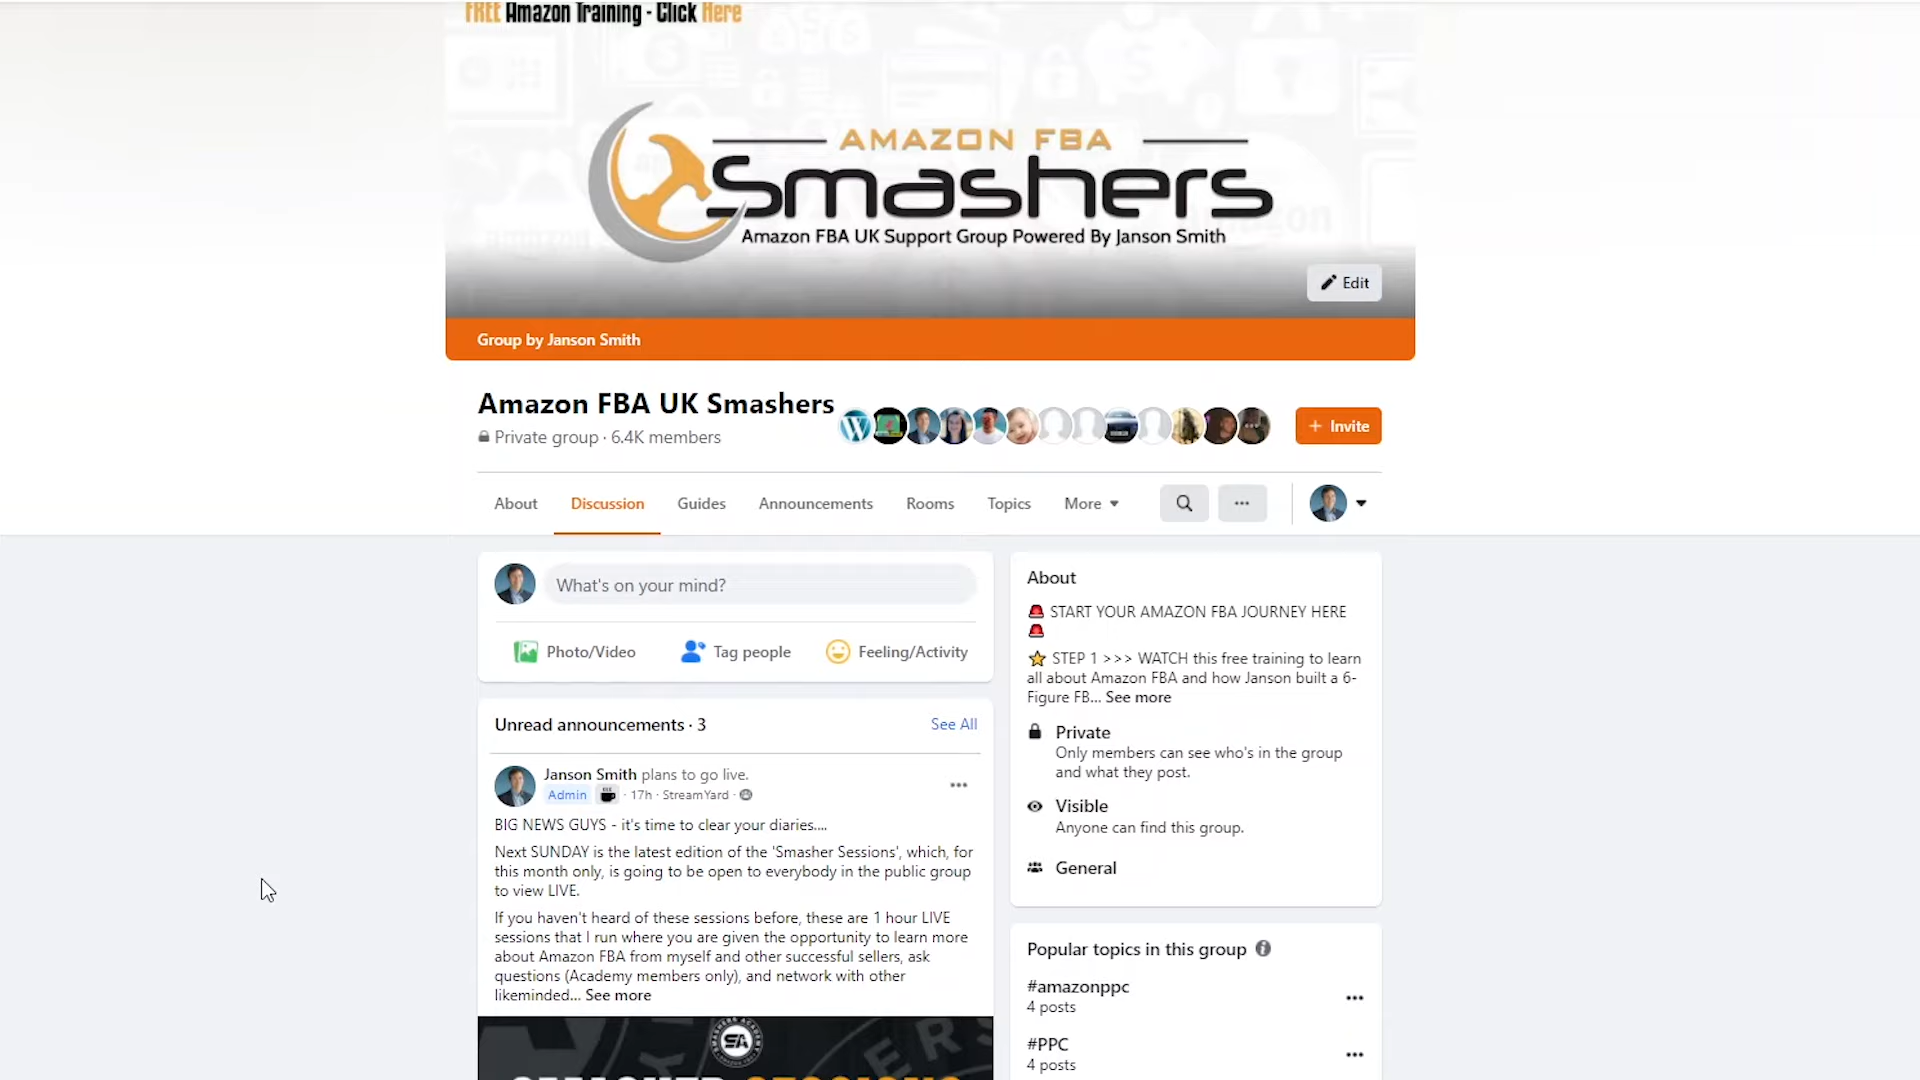 FREE Amazon Training - Click Here
AMAZON FBA
Smashers
Amazon FBA UK Support Group Powered By Janson Smith
Edit
Group by Janson Smith
Amazon FBA UK Smashers
Private group · 6.4K members
+ Invite
About
Discussion
Guides
Announcements
Rooms
Topics
More
What's on your mind?
Photo/Video
Tag people
Feeling/Activity
Unread announcements · 3
See All
Janson Smith plans to go live.
Admin · 17h · StreamYard ·
BIG NEWS GUYS - it's time to clear your diaries....
Next SUNDAY is the latest edition of the 'Smasher Sessions', which, for
this month only, is going to be open to everybody in the public group
to view LIVE.
If you haven't heard of these sessions before, these are 1 hour LIVE
sessions that I run where you are given the opportunity to learn more
about Amazon FBA from myself and other successful sellers, ask
questions (Academy members only), and network with other
likeminded... See more
SA
About
🚨 START YOUR AMAZON FBA JOURNEY HERE
🚨
⭐ STEP 1 >>> WATCH this free training to learn
all about Amazon FBA and how Janson built a 6-
Figure FB... See more
Private
Only members can see who's in the group
and what they post.
Visible
Anyone can find this group.
General
Popular topics in this group
#amazonppc
4 posts
#PPC
4 posts